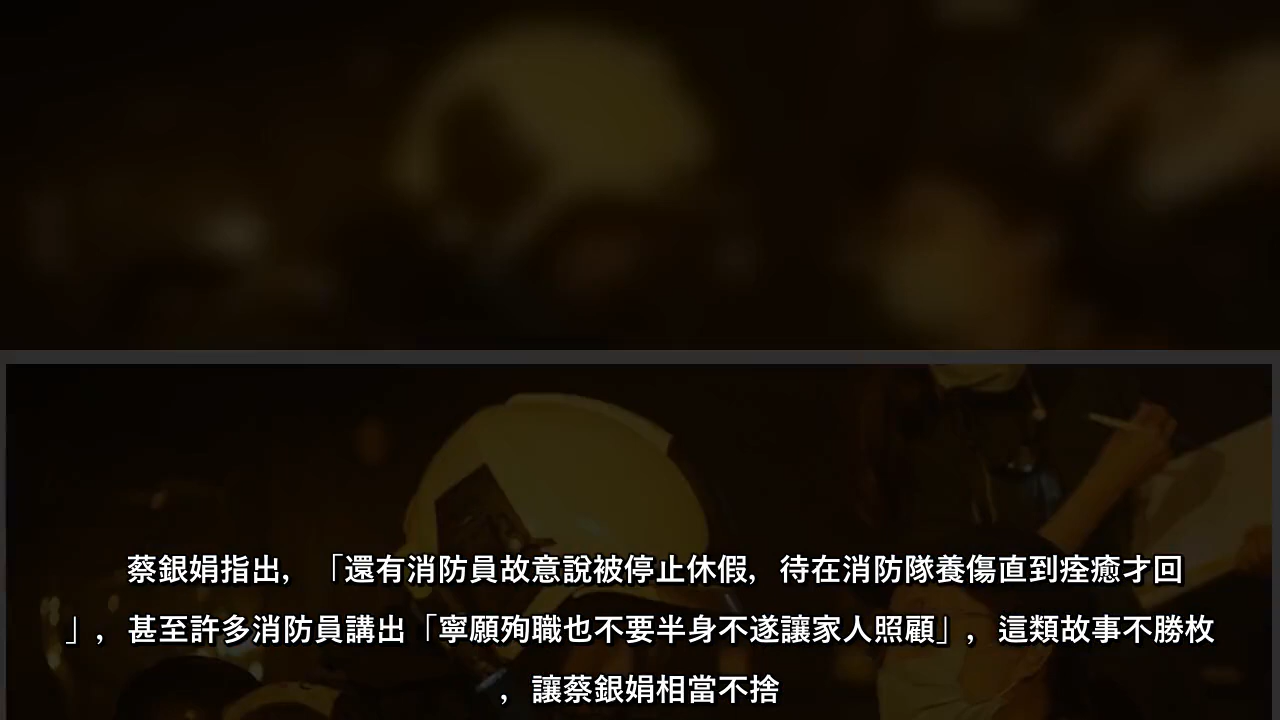 蔡銀娟指出，「還有消防員故意說被停止休假，待在消防隊養傷直到痊癒才回
」，甚至許多消防員講出「寧願殉職也不要半身不遂讓家人照顧」，這類故事不勝枚
，讓蔡銀娟相當不捨